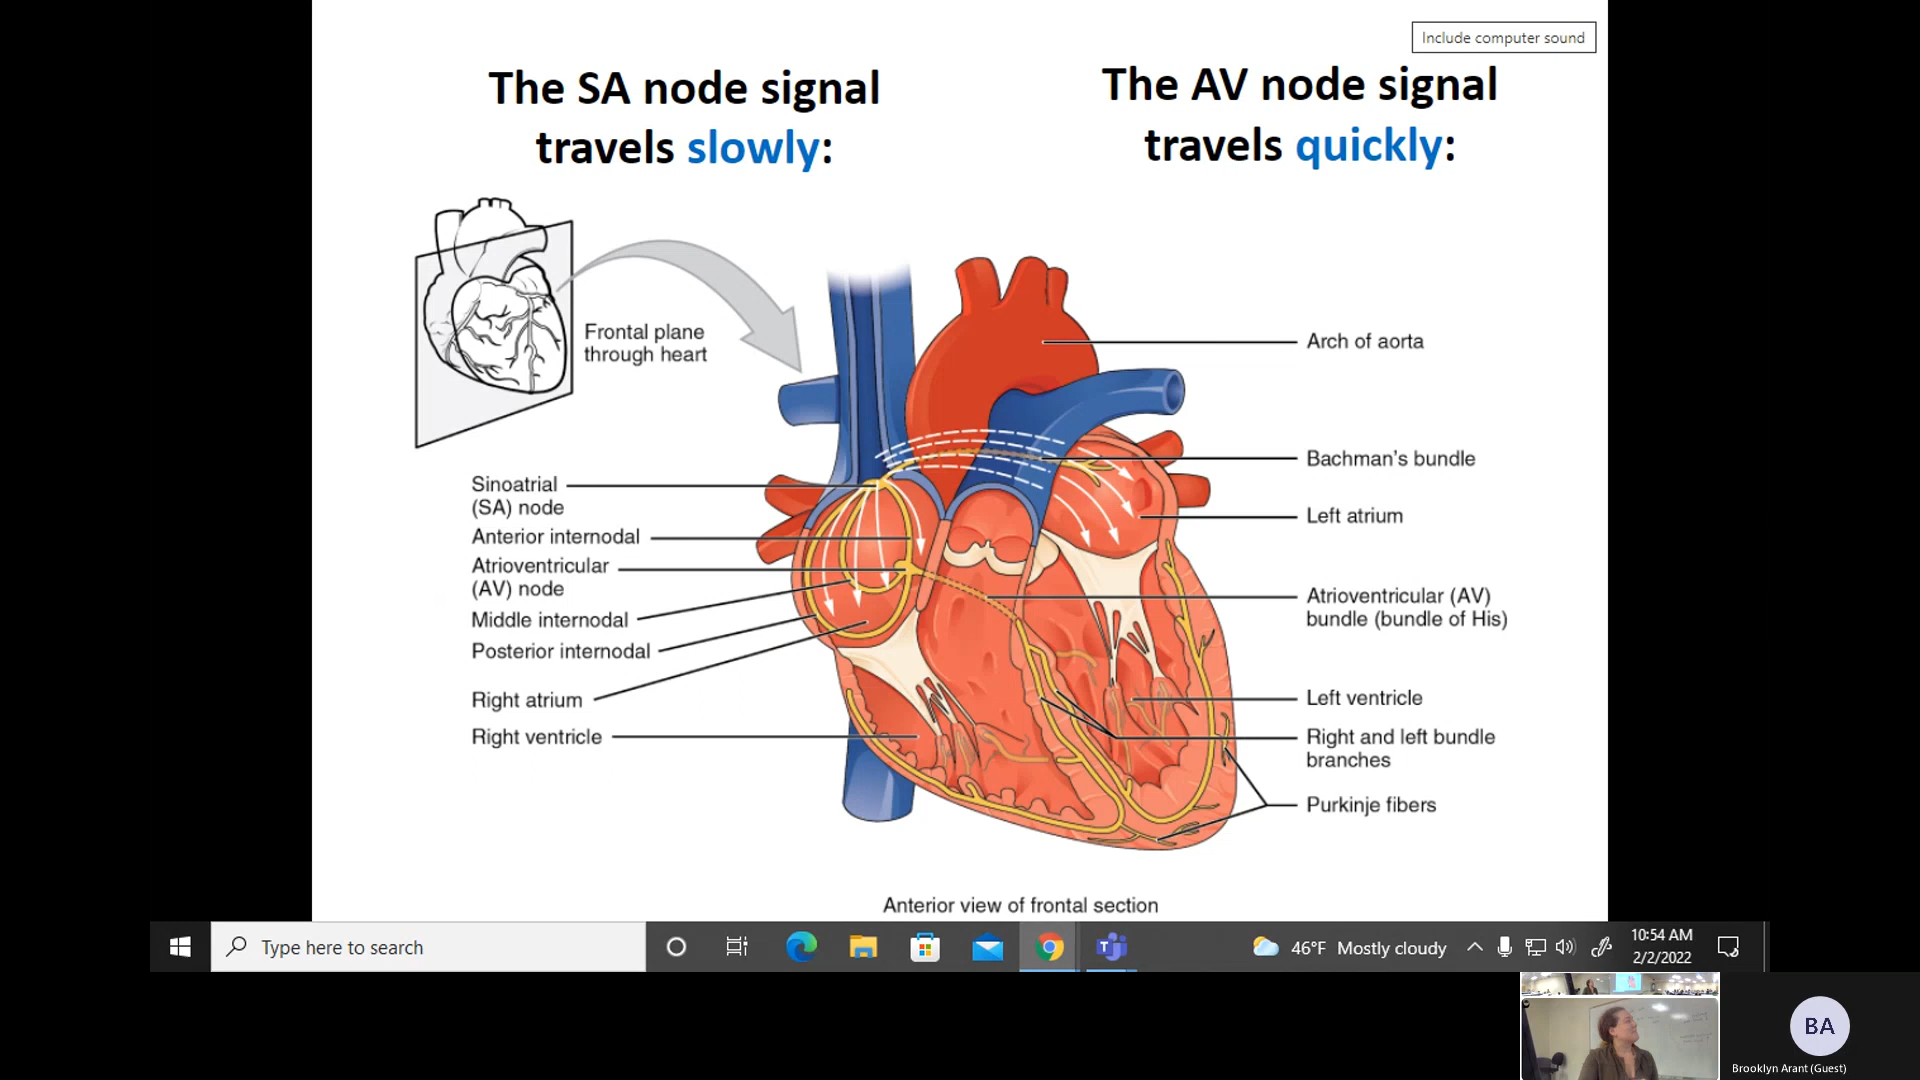 Include computer sound
The SA node signal
travels slowly:
The AV node signal
travels quickly:
Frontal plane
through heart
Arch of aorta
Bachman's bundle
Left atrium
Atrioventricular (AV)
bundle (bundle of His)
Left ventricle
Right and left bundle
branches
Purkinje fibers
Sinoatrial
(SA) node
Anterior internodal
Atrioventricular
(AV) node
Middle internodal
Posterior internodal
Right atrium
Right ventricle
Anterior view of frontal section
Type here to search
46°F Mostly cloudy
10:54 AM
2/2/2022
BA
Brooklyn Arant (Guest)